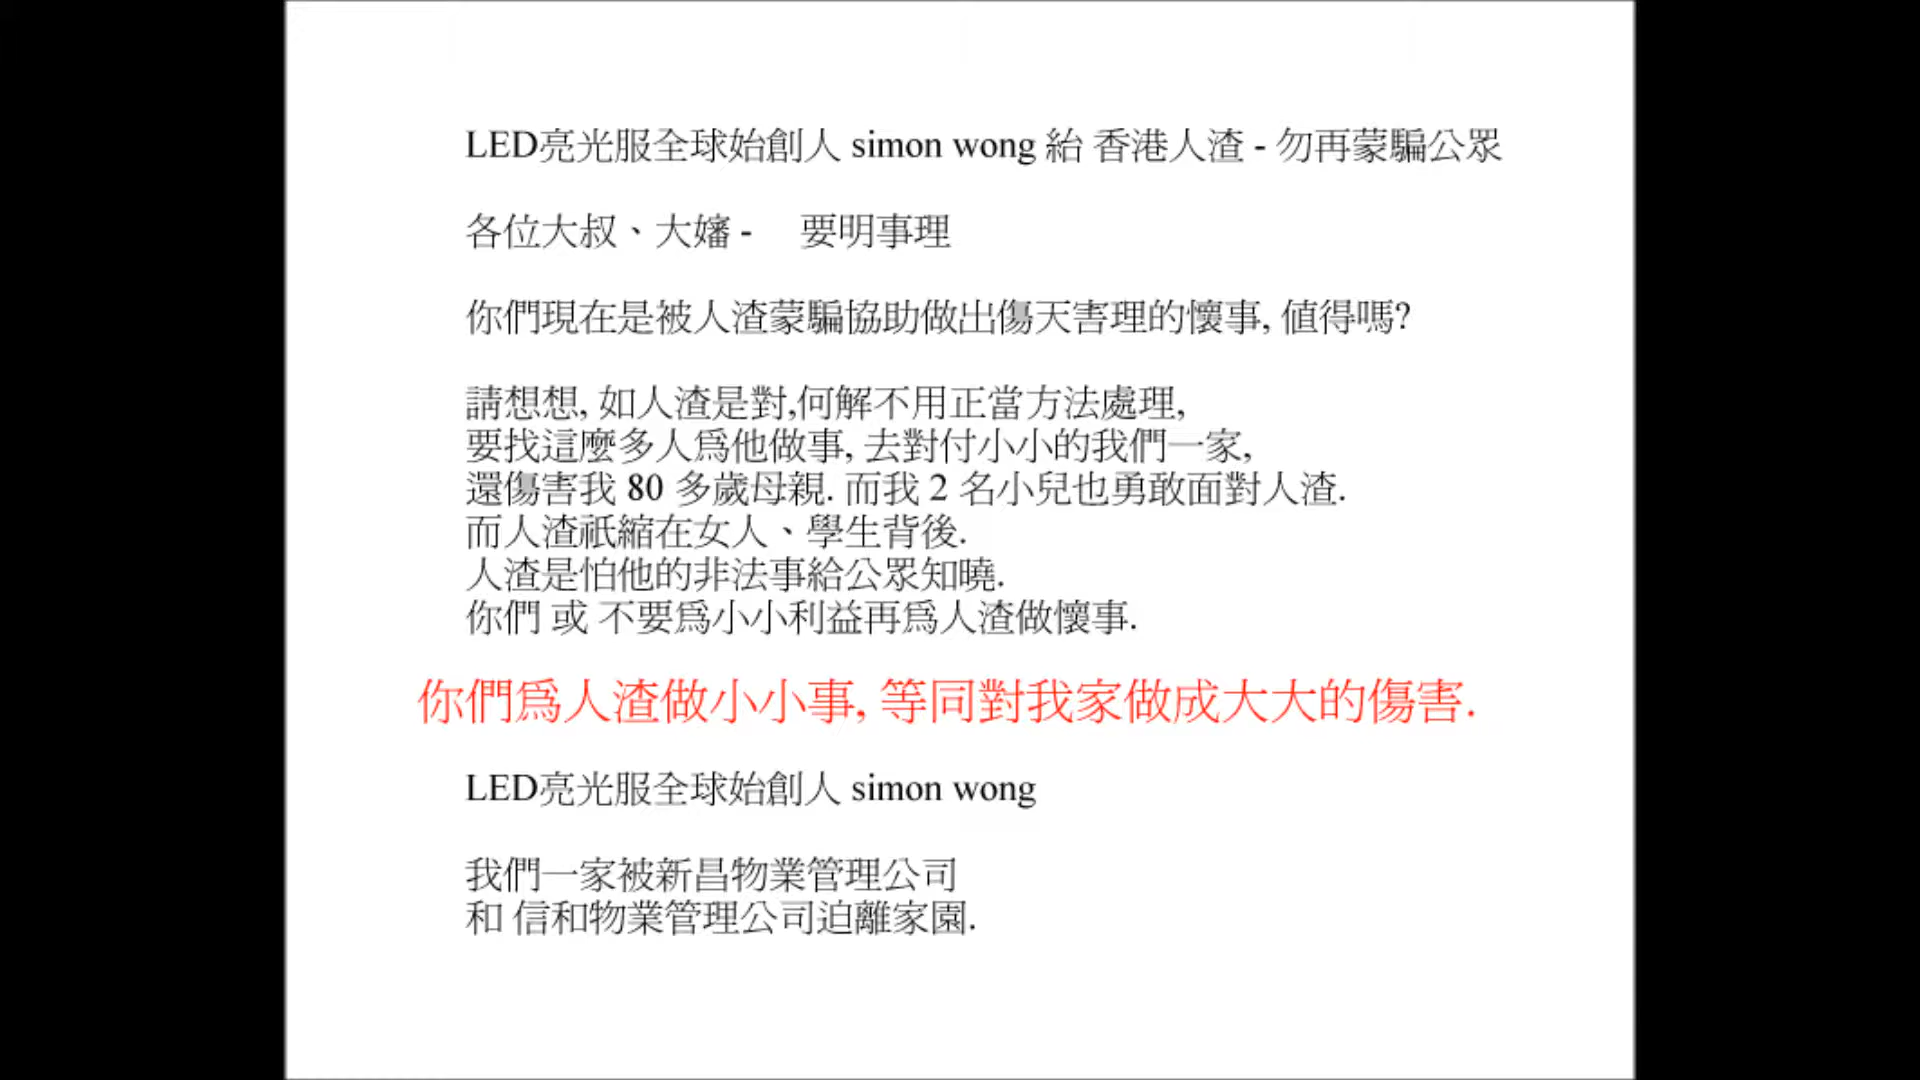 LED亮光服全球始創人 simon wong 紿 香港人渣 - 勿再蒙騙公眾
各位大叔、大嬸 - 要明事理
你們現在是被人渣蒙騙協助做出傷天害理的懷事, 値得嗎?
請想想, 如人渣是對,何解不用正當方法處理,
要找這麼多人爲他做事, 去對付小小的我們一家,
還傷害我 80 多歲母親. 而我 2 名小兒也勇敢面對人渣.
而人渣祇縮在女人、學生背後.
人渣是怕他的非法事給公眾知曉.
你們 或 不要爲小小利益再爲人渣做懷事.
你們爲人渣做小小事, 等同對我家做成大大的傷害.
LED亮光服全球始創人 simon wong
我們一家被新昌物業管理公司
和 信和物業管理公司迫離家園.